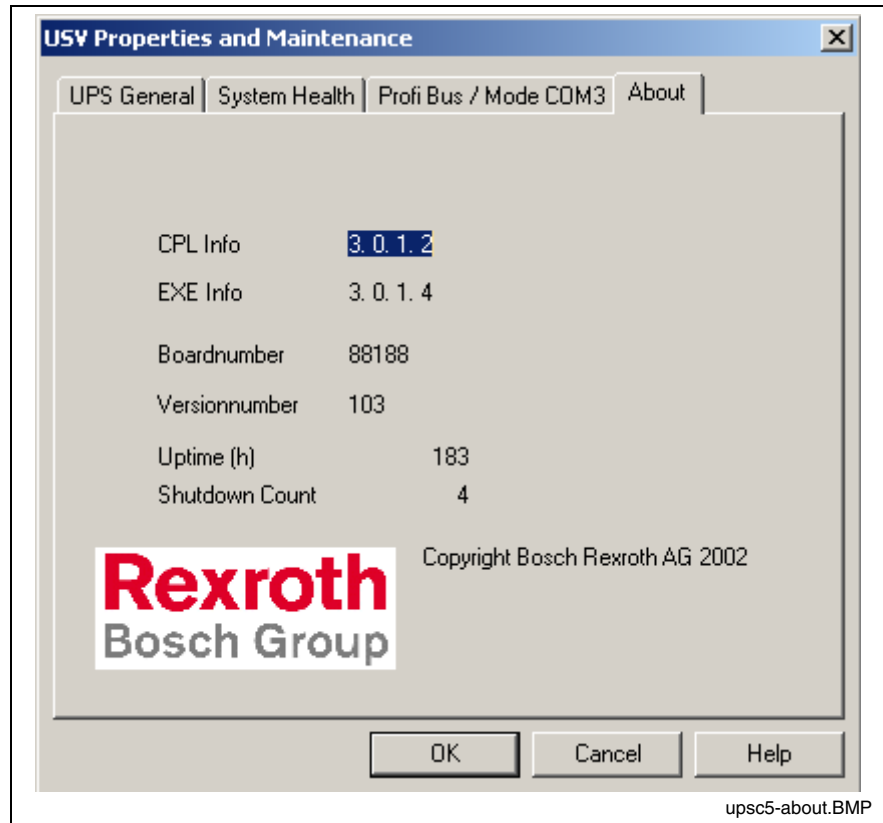 USV Properties and Maintenance
UPS General System Health Profi Bus / Mode COM3 About
CPL Info 3. 0. 1. 2
EXE Info 3. 0. 1. 4
Boardnumber 88188
Versionnumber 103
Uptime (h) 183
Shutdown Count 4
Copyright Bosch Rexroth AG 2002
Rexroth
Bosch Group
OK Cancel Help
upsc5-about.BMP